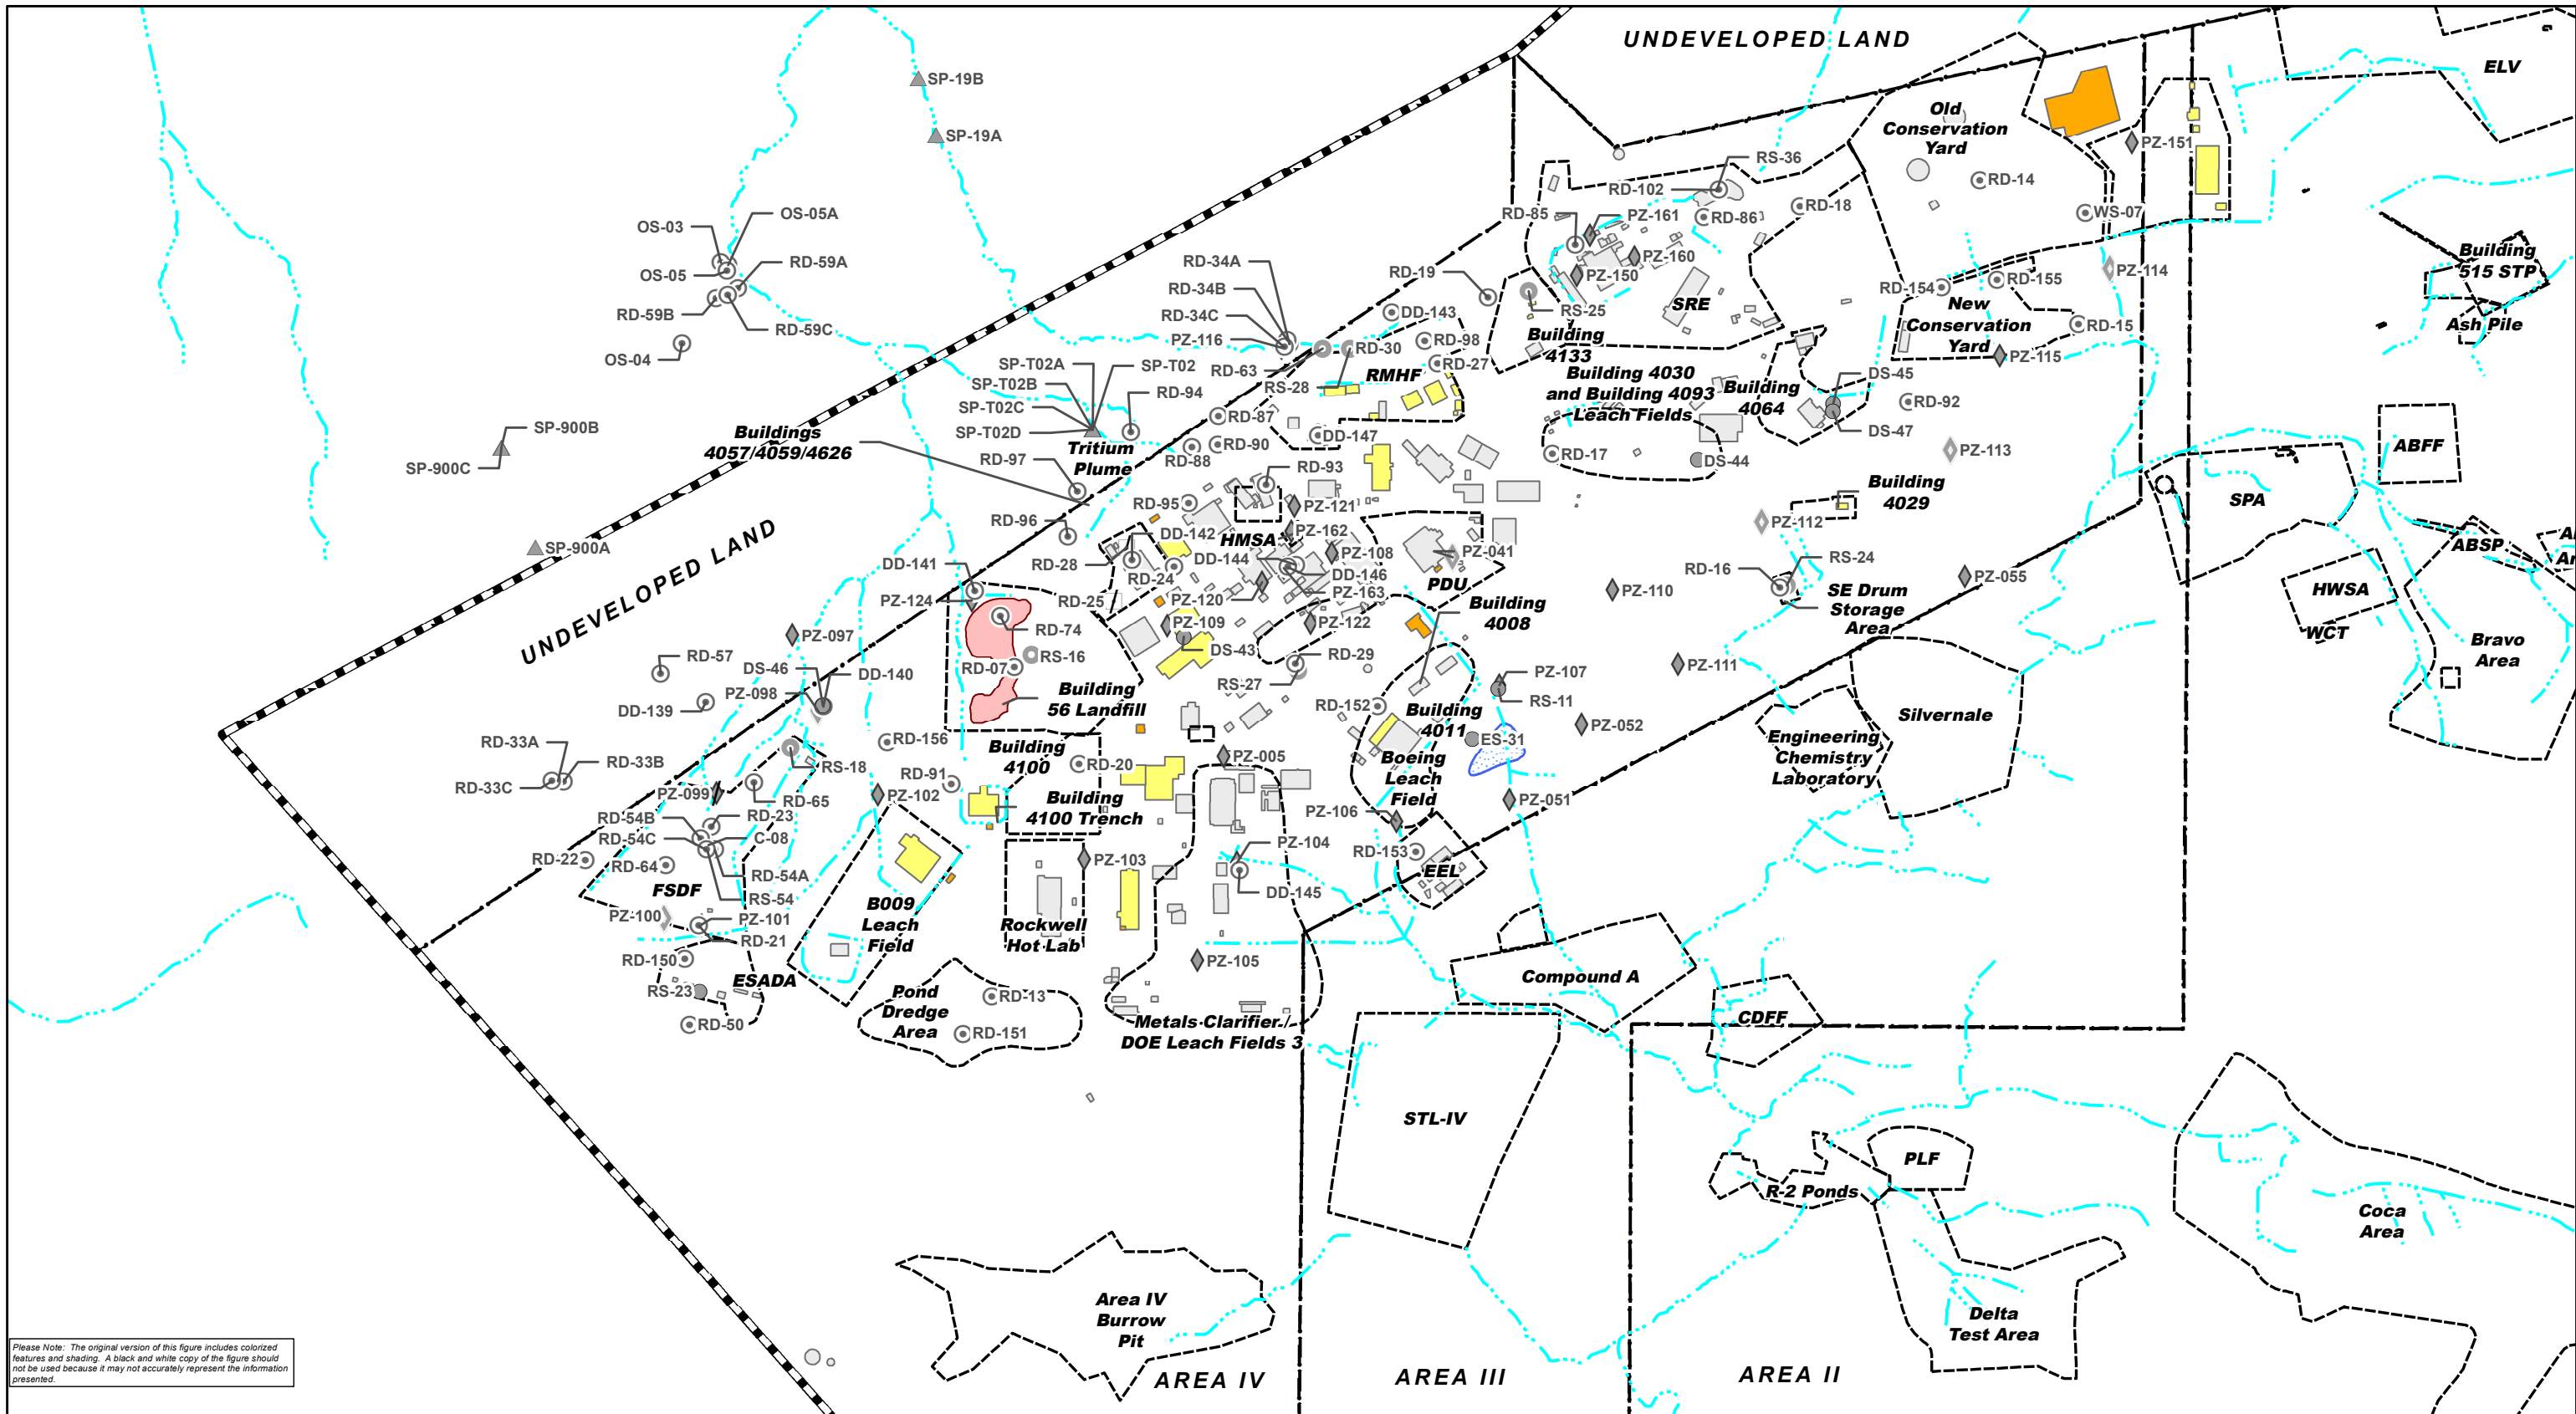 UNDEVELOPED LAND
ELV
SP-19B
SP-19A
Old
Conservation
Yard
PZ-151
RS-36
RD-102
RD-14
OS-03
OS-05A
RD-85
PZ-161
RD-86
RD-18
WS-07
OS-05
RD-59A
RD-34A
RD-19
PZ-160
PZ-150
PZ-114
Building
515 STP
RD-59B
RD-59C
RD-34B
RD-34C
DD-143
RS-25
SRE
RD-154
RD-155
New
Conservation
Yard
RD-15
Ash Pile
OS-04
PZ-116
RD-30
RD-98
Building
4133
PZ-115
SP-T02A
SP-T02
RD-63
RD-27
SP-T02B
RS-28
RMHF
Building 4030
and Building 4093
Leach Fields
Building
4064
DS-45
SP-T02C
RD-94
RD-92
SP-T02D
RD-87
DS-47
SP-900B
Buildings
4057/4059/4626
Tritium
Plume
RD-90
DD-147
PZ-113
ABFF
SP-900C
RD-97
RD-88
RD-93
RD-17
DS-44
RD-95
PZ-121
Building
4029
SPA
RD-96
DD-142
PZ-162
HMSA
PZ-112
SP-900A
UNDEVELOPED LAND
DD-141
RD-28
RD-24
DD-144
PZ-108
PZ-041
ABSP
DD-146
PDU
RD-16
RS-24
PZ-055
PZ-124
RD-25
PZ-120
PZ-163
PZ-110
SE Drum
Storage
Area
HWSA
WCT
Bravo
Area
PZ-097
RD-74
PZ-109
PZ-122
Building
4008
RD-57
DS-46
DD-140
RD-07
RS-16
DS-43
RD-29
PZ-111
PZ-098
RS-27
PZ-107
DD-139
Building
56 Landfill
RD-152
RS-11
Building
4011
Silvernale
PZ-052
RD-33A
RD-33B
RD-33C
RD-156
RS-18
Building
4100
RD-20
PZ-005
ES-31
Boeing
Leach
Field
Engineering
Chemistry
Laboratory
RD-91
PZ-099
RD-65
PZ-102
Building
4100 Trench
PZ-051
PZ-106
RD-54B
RD-23
RD-54C
C-08
PZ-104
RD-22
RD-64
PZ-103
RD-153
EEL
FSDF
RD-54A
RS-54
DD-145
PZ-100
PZ-101
B009
Leach
Field
Rockwell
Hot Lab
RD-21
RD-150
PZ-105
ESADA
RS-23
Compound A
Pond
Dredge
Area
RD-13
RD-50
RD-151
Metals Clarifier /
DOE Leach Fields 3
CDFF
STL-IV
PLF
R-2 Ponds
Coca
Area
Area IV
Burrow
Pit
Delta
Test Area
AREA IV
AREA III
AREA II
Please Note: The original version of this figure includes colorized
features and shading. A black and white copy of the figure should
not be used because it may not accurately represent the information
presented.